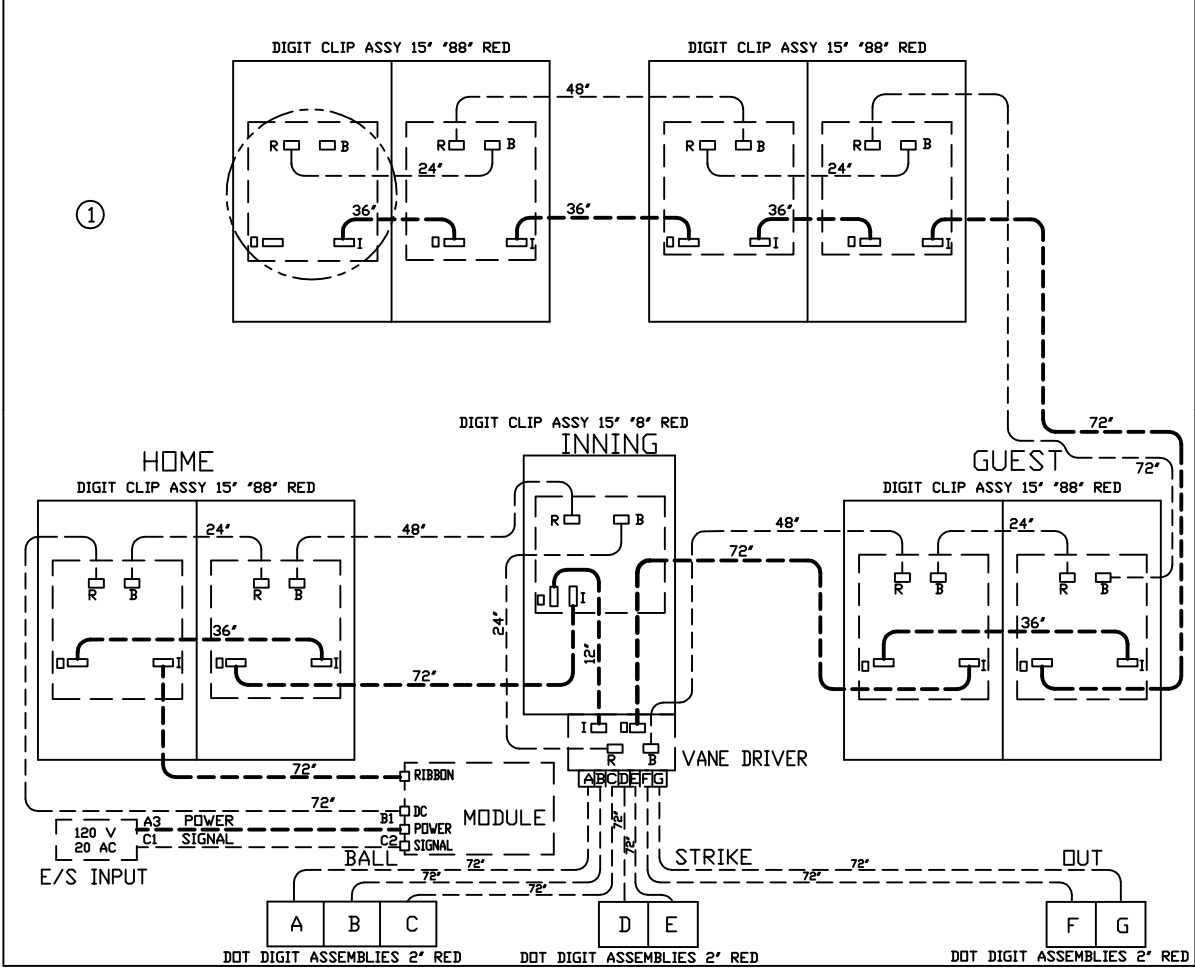 DIGIT CLIP ASSY 15" "88" RED
DIGIT CLIP ASSY 15" "88" RED
48"
R B
R B
R B
R B
24"
24"
1
36"
36"
36"
O I
O I
O I
O I
72"
72"
DIGIT CLIP ASSY 15" "8" RED
INNING
HOME
GUEST
DIGIT CLIP ASSY 15" "88" RED
DIGIT CLIP ASSY 15" "88" RED
24"
48"
R B
48"
24"
72"
R B
R B
R B
R B
O I
24"
12"
36"
36"
O I
O I
O I
O I
72"
I O
R B
VANE DRIVER
A B C D E F G
72"
RIBBON
72"
DC
MODULE
A3 POWER B1
POWER
C1 SIGNAL C2
SIGNAL
120 V
20 AC
E/S INPUT
72"
72"
BALL
72"
72"
72"
STRIKE
72"
72"
OUT
A B C
D E
F G
DOT DIGIT ASSEMBLIES 2" RED
DOT DIGIT ASSEMBLIES 2" RED
DOT DIGIT ASSEMBLIES 2" RED